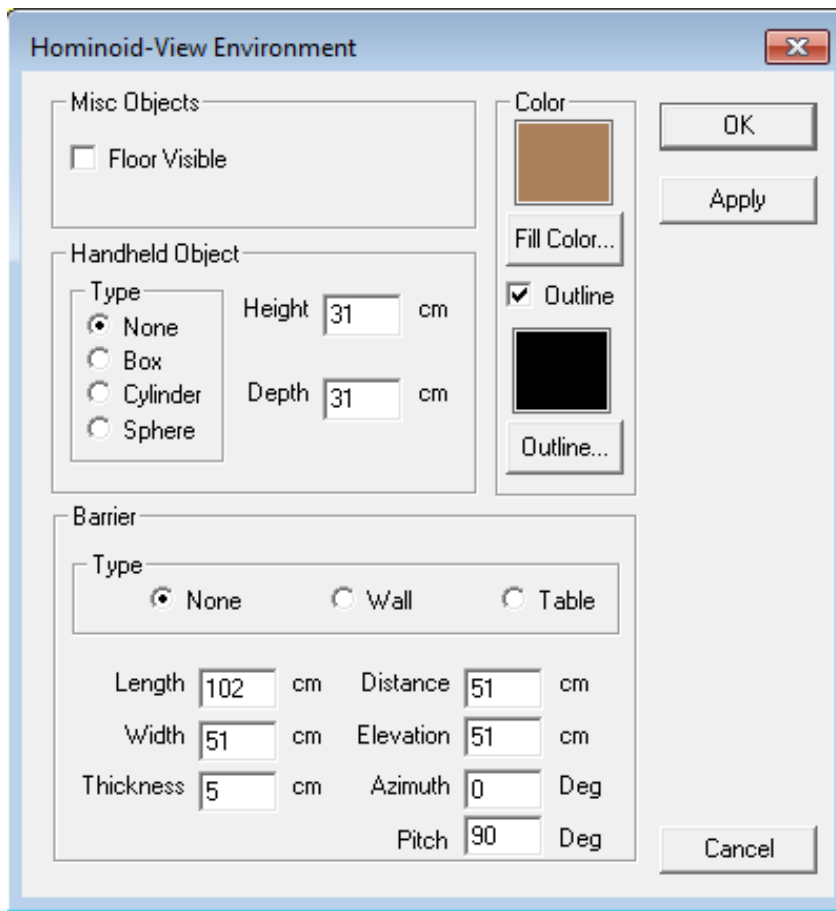 Hominoid-View Environment
Misc Objects
Floor Visible
Color
Fill Color...
Outline
Outline...
OK
Apply
Handheld Object
Type
None
Box
Cylinder
Sphere
Height 31 cm
Depth 31 cm
Barrier
Type
None Wall Table
Length 102 cm Distance 51 cm
Width 51 cm Elevation 51 cm
Thickness 5 cm Azimuth 0 Deg
Pitch 90 Deg
Cancel